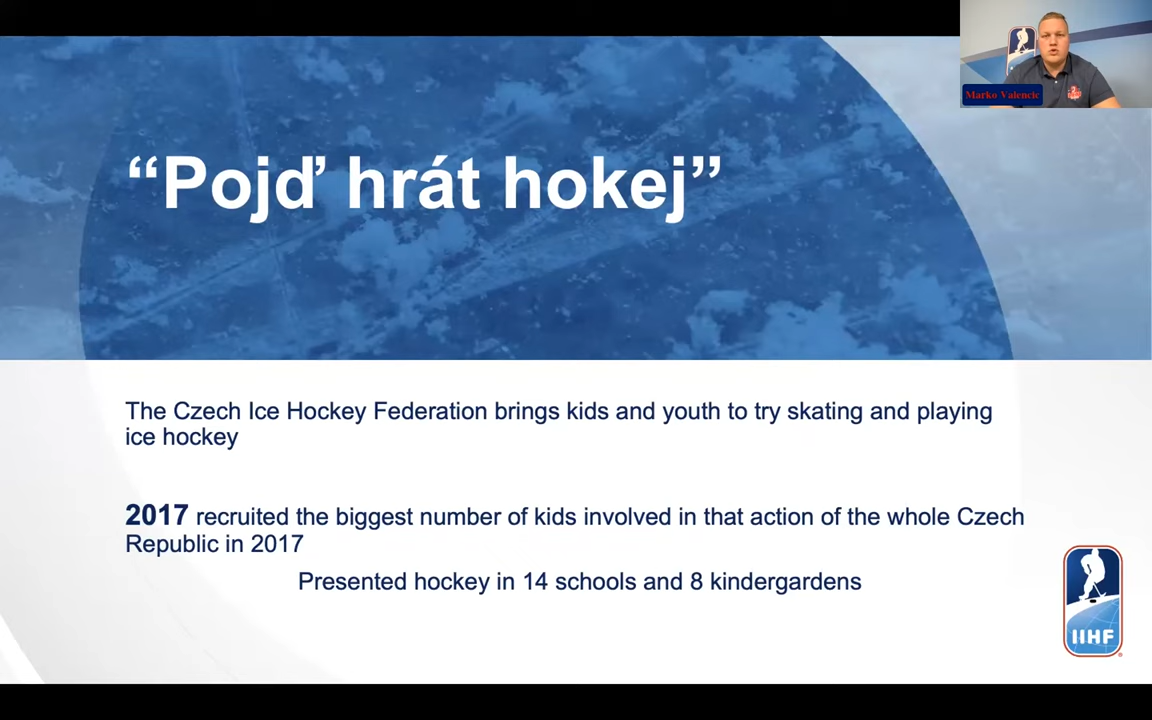 Marko Valencic
“Pojď hrát hokej”
The Czech Ice Hockey Federation brings kids and youth to try skating and playing
ice hockey
2017 recruited the biggest number of kids involved in that action of the whole Czech
Republic in 2017
Presented hockey in 14 schools and 8 kindergardens
IIHF